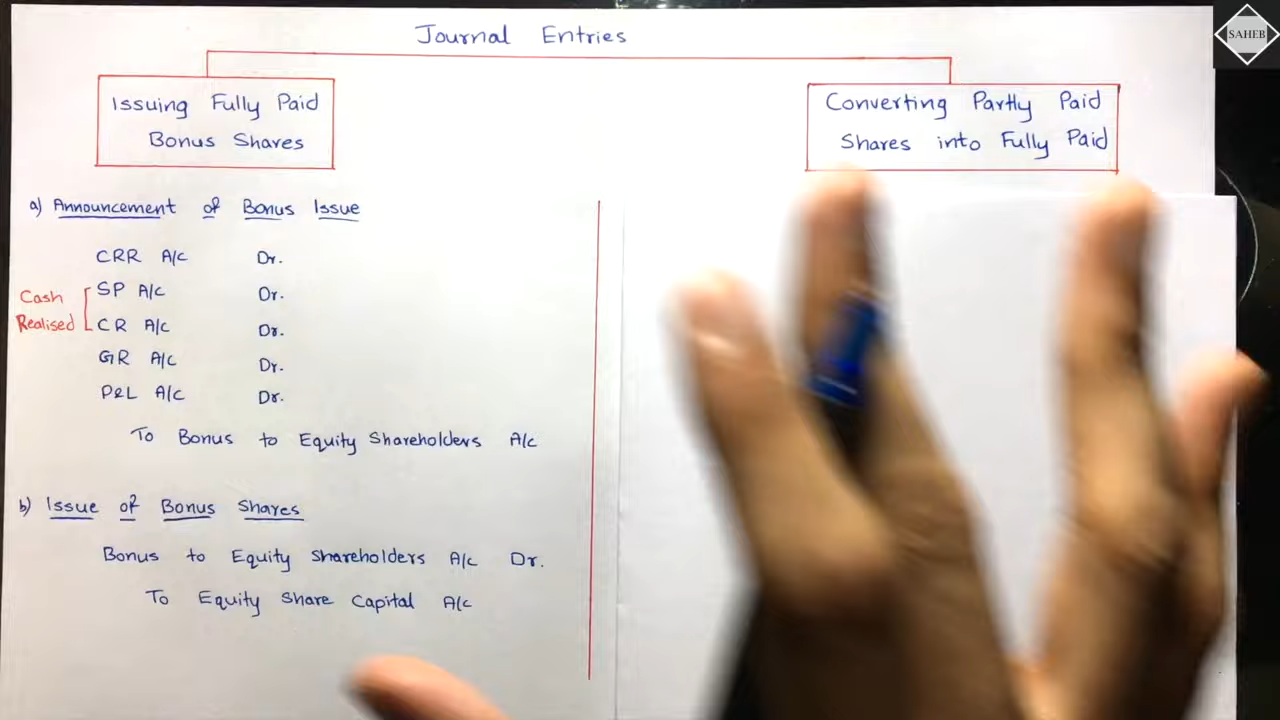 Journal Entries
Issuing Fully Paid
Bonus Shares
Converting Partly Paid
Shares into Fully Paid
a) Announcement of Bonus Issue
CRR A/c Dr.
Cash
Realised
SP A/c Dr.
CR A/c Dr.
GR A/c Dr.
P&L A/c Dr.
To Bonus to Equity Shareholders A/c
b) Issue of Bonus Shares
Bonus to Equity Shareholders A/c Dr.
To Equity Share Capital A/c
SAHEB